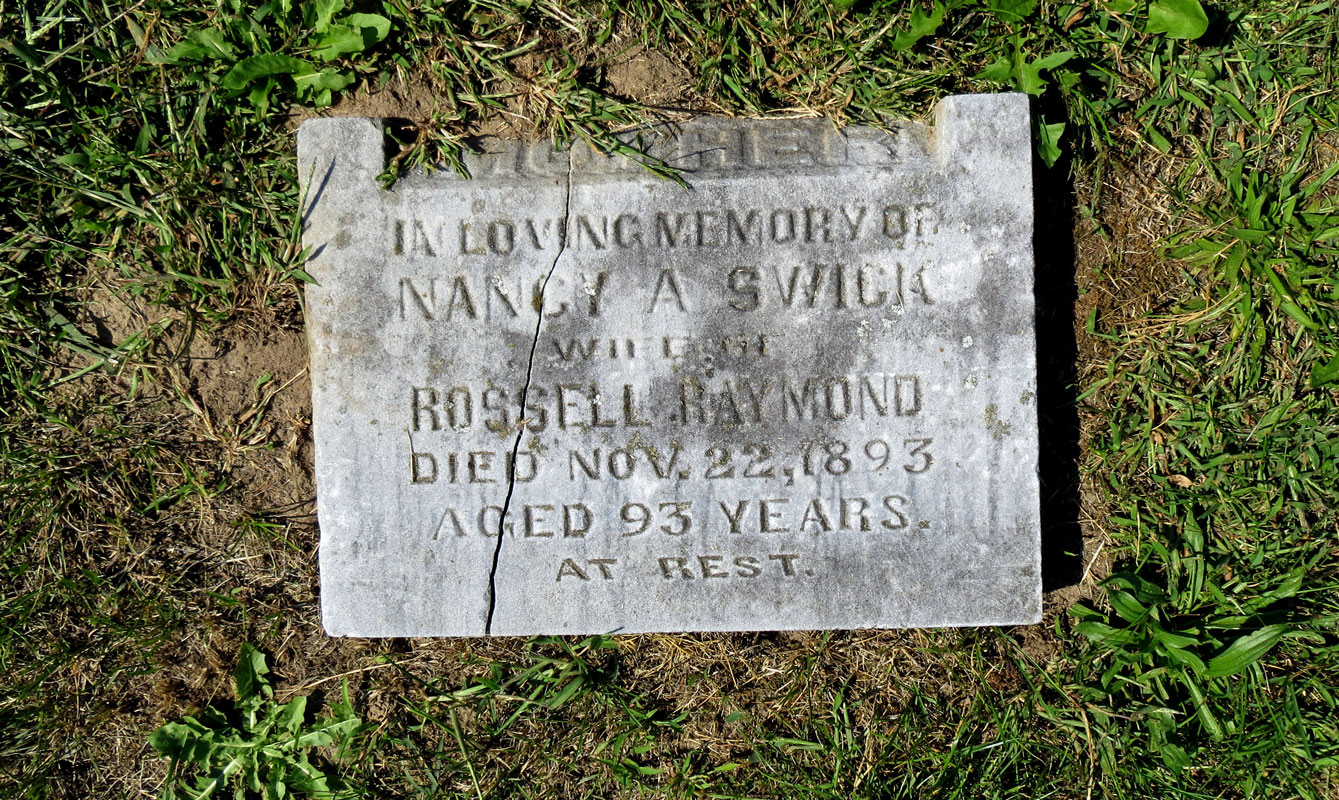 MOTHER
IN LOVING MEMORY OF
NANCY A SWICK
WIFE OF
ROSSELL RAYMOND
DIED NOV. 22, 1893
AGED 93 YEARS.
AT REST.